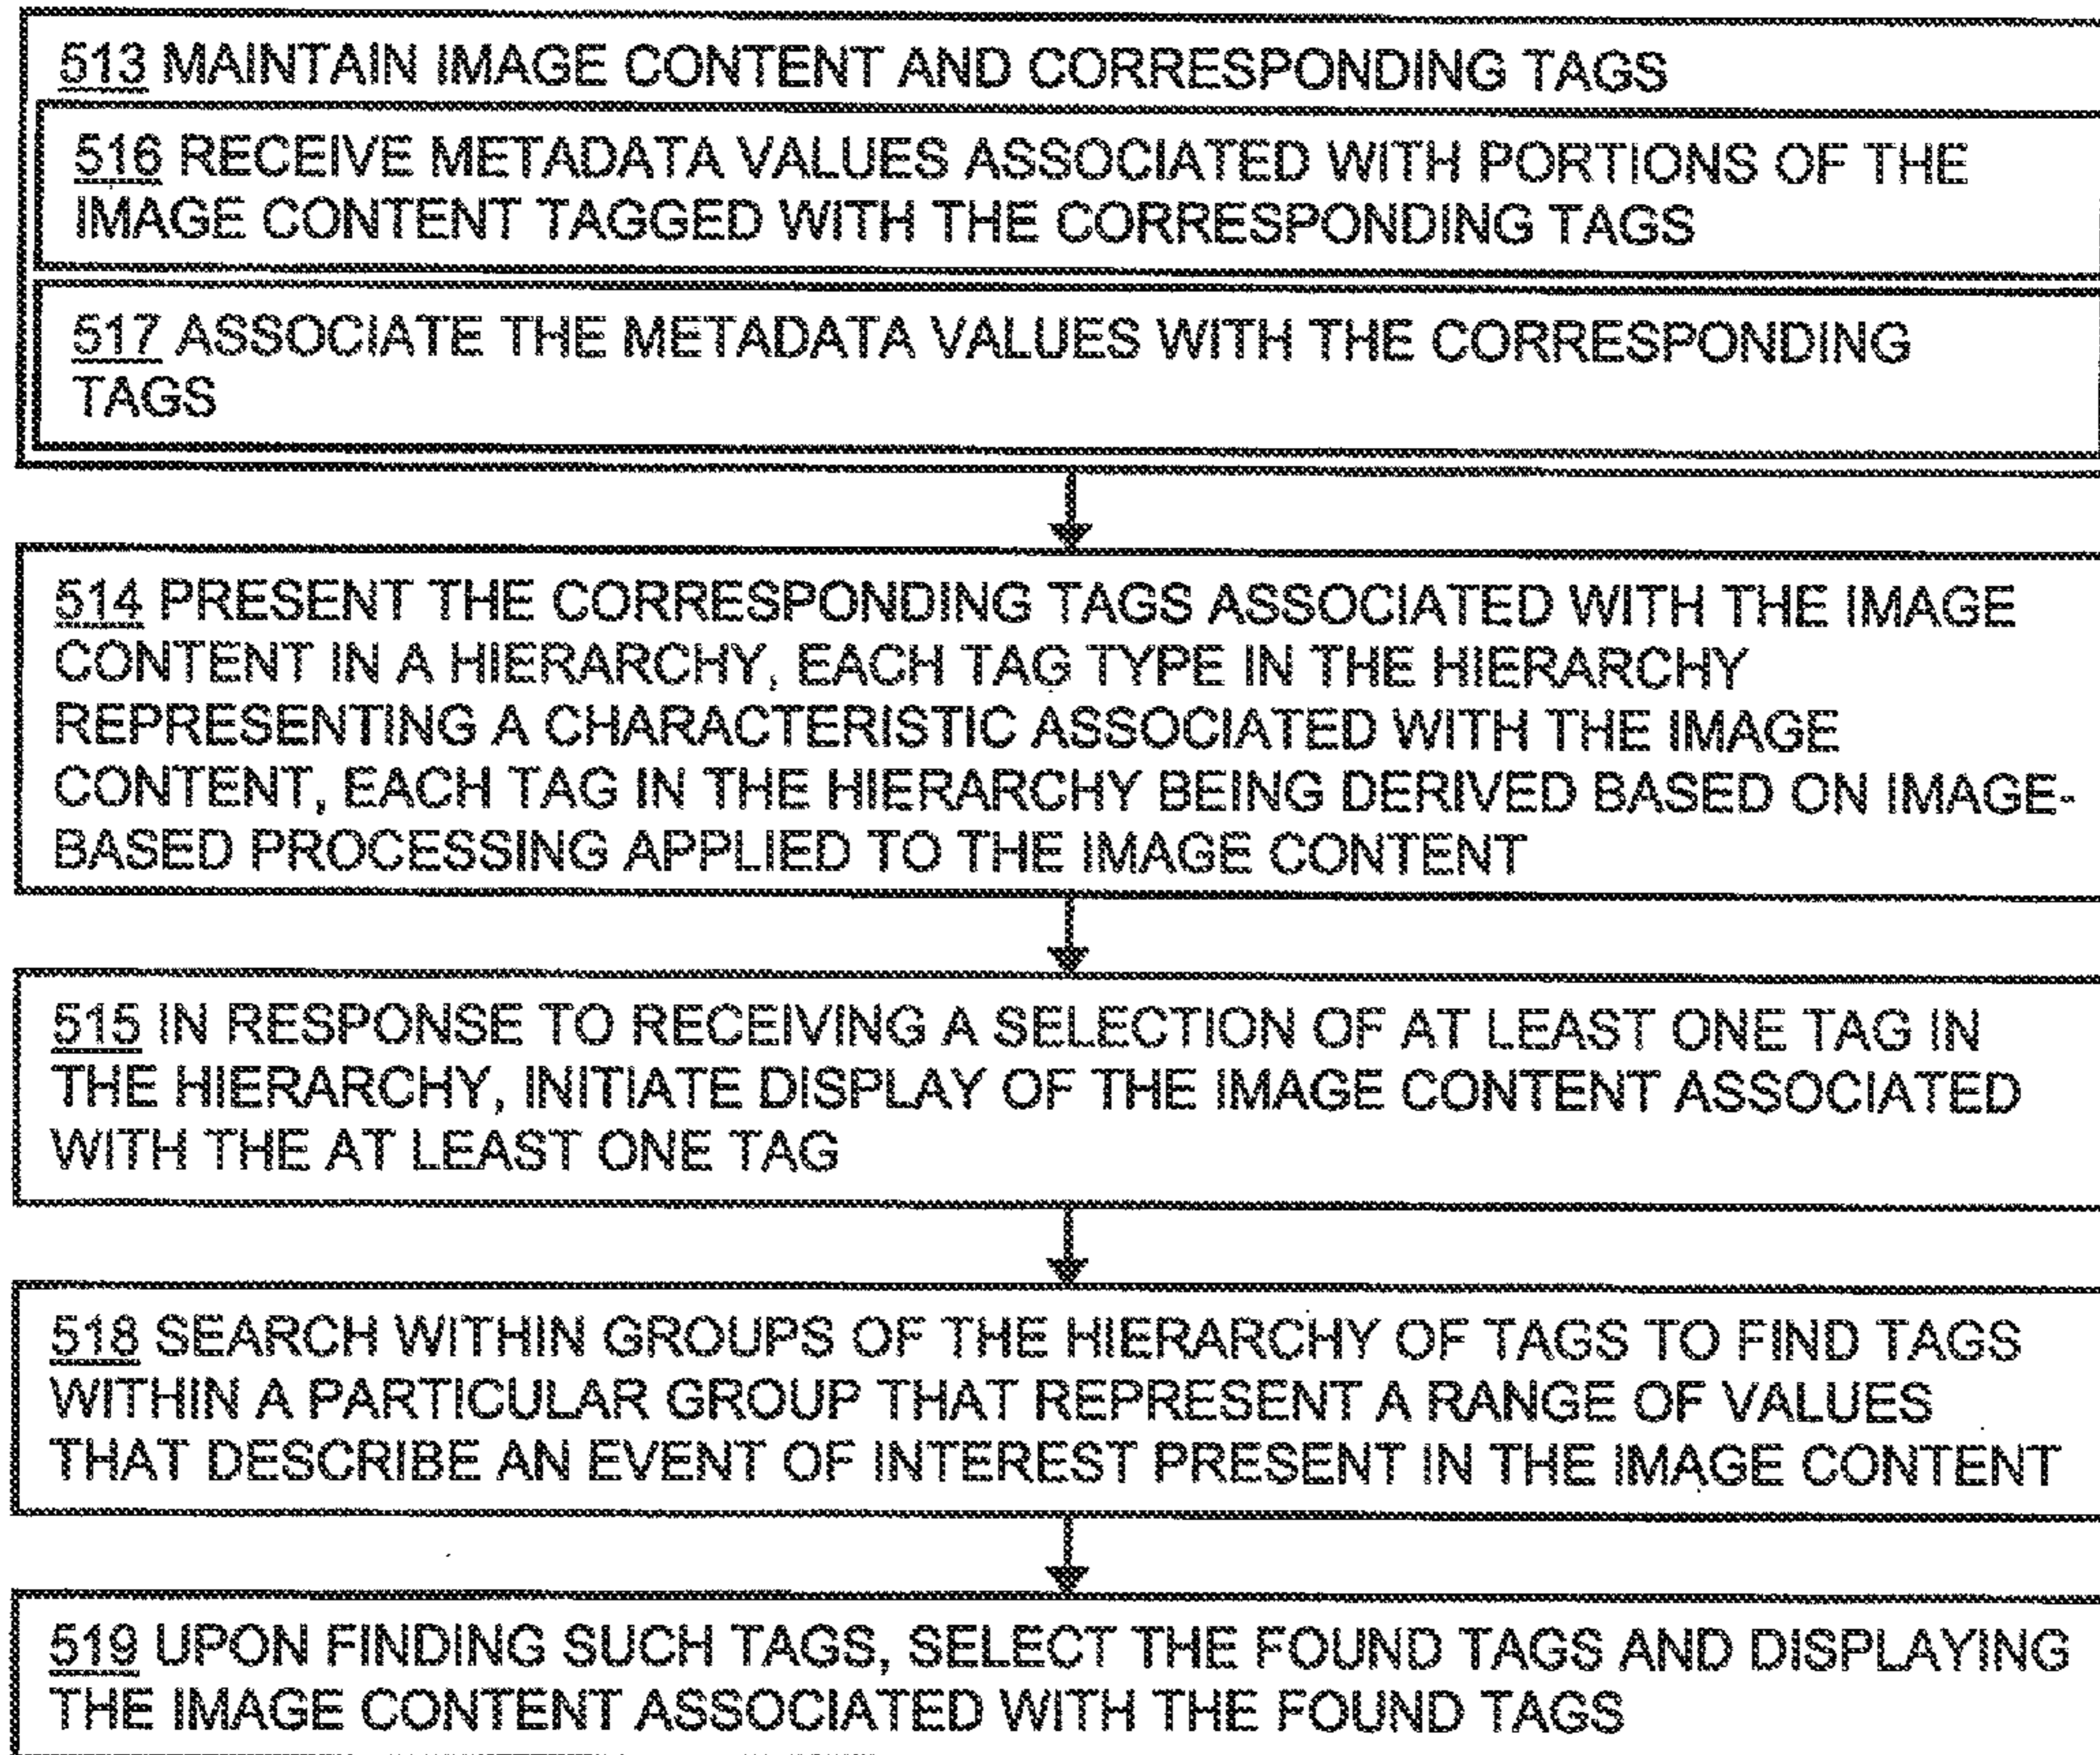 513 MAINTAIN IMAGE CONTENT AND CORRESPONDING TAGS
516 RECEIVE METADATA VALUES ASSOCIATED WITH PORTIONS OF THE
IMAGE CONTENT TAGGED WITH THE CORRESPONDING TAGS
517 ASSOCIATE THE METADATA VALUES WITH THE CORRESPONDING
TAGS
514 PRESENT THE CORRESPONDING TAGS ASSOCIATED WITH THE IMAGE
CONTENT IN A HIERARCHY, EACH TAG TYPE IN THE HIERARCHY
REPRESENTING A CHARACTERISTIC ASSOCIATED WITH THE IMAGE
CONTENT, EACH TAG IN THE HIERARCHY BEING DERIVED BASED ON IMAGE-
BASED PROCESSING APPLIED TO THE IMAGE CONTENT
515 IN RESPONSE TO RECEIVING A SELECTION OF AT LEAST ONE TAG IN
THE HIERARCHY, INITIATE DISPLAY OF THE IMAGE CONTENT ASSOCIATED
WITH THE AT LEAST ONE TAG
518 SEARCH WITHIN GROUPS OF THE HIERARCHY OF TAGS TO FIND TAGS
WITHIN A PARTICULAR GROUP THAT REPRESENT A RANGE OF VALUES
THAT DESCRIBE AN EVENT OF INTEREST PRESENT IN THE IMAGE CONTENT
519 UPON FINDING SUCH TAGS, SELECT THE FOUND TAGS AND DISPLAYING
THE IMAGE CONTENT ASSOCIATED WITH THE FOUND TAGS